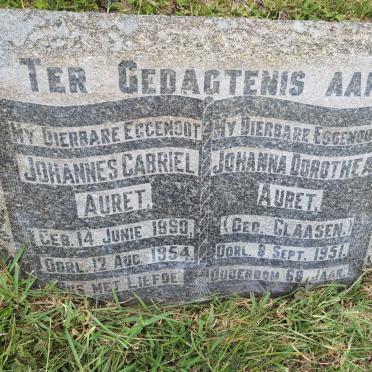 TER GEDAGTENIS AAN
MY DIERBARE EGGENOOT
JOHANNES GABRIEL
AURET.
GEB. 14 JUNIE 1890
OORL. 12 AUG. 1954
MET LIEFDE
MY DIERBARE EGGENOO
JOHANNA DOROTHEA
AURET.
(GEB. CLAASEN).
OORL. 8 SEPT. 1951.
OUDERDOM 68 JAAR.